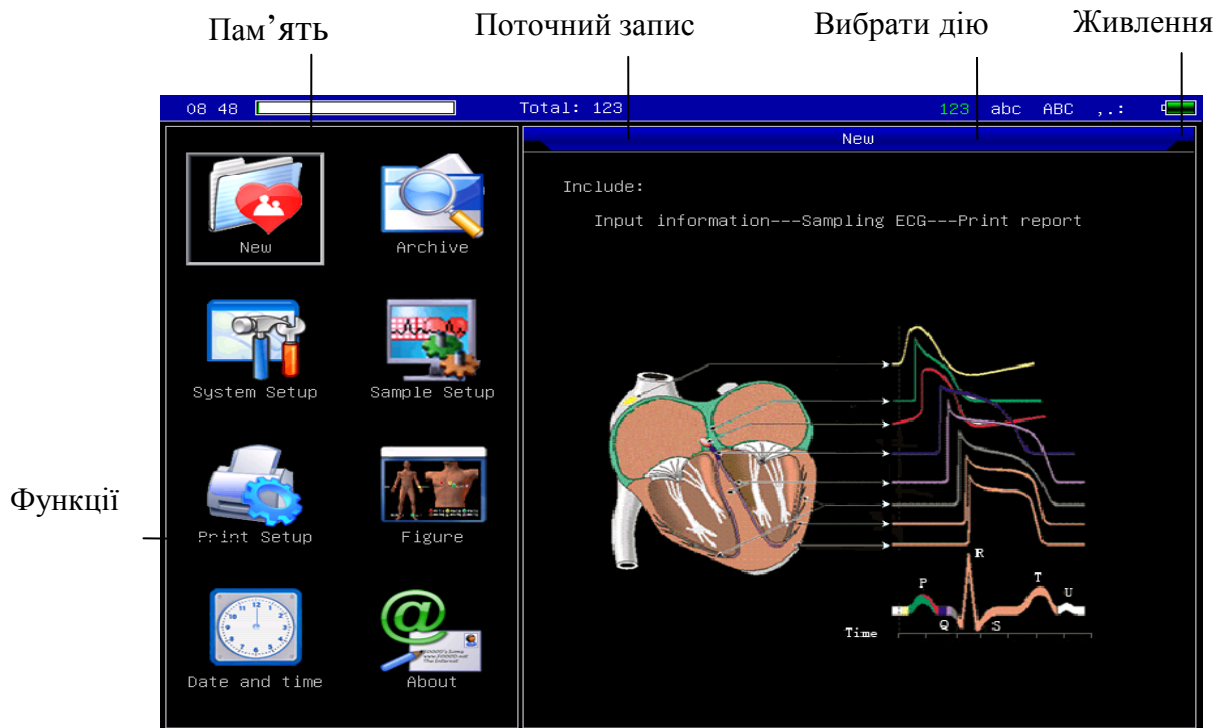 Пам’ять Поточний запис Вибрати дію Живлення
08 48 Total: 123 123 abc ABC ,.:
New
Include:
Input information---Sampling ECG---Print report
New Archive
System Setup Sample Setup
Функції
Print Setup Figure
R
P T U
Q S
Time
Date and time About